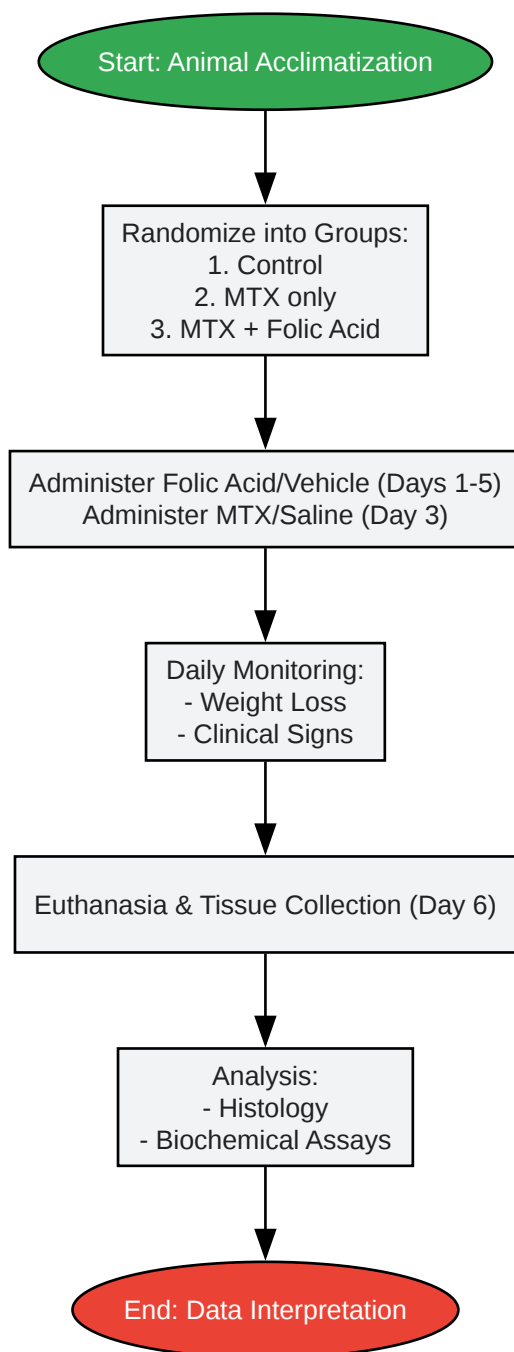 Start: Animal Acclimatization
Randomize into Groups:
1. Control
2. MTX only
3. MTX + Folic Acid
Administer Folic Acid/Vehicle (Days 1-5)
Administer MTX/Saline (Day 3)
Daily Monitoring:
- Weight Loss
- Clinical Signs
Euthanasia & Tissue Collection (Day 6)
Analysis:
- Histology
- Biochemical Assays
End: Data Interpretation